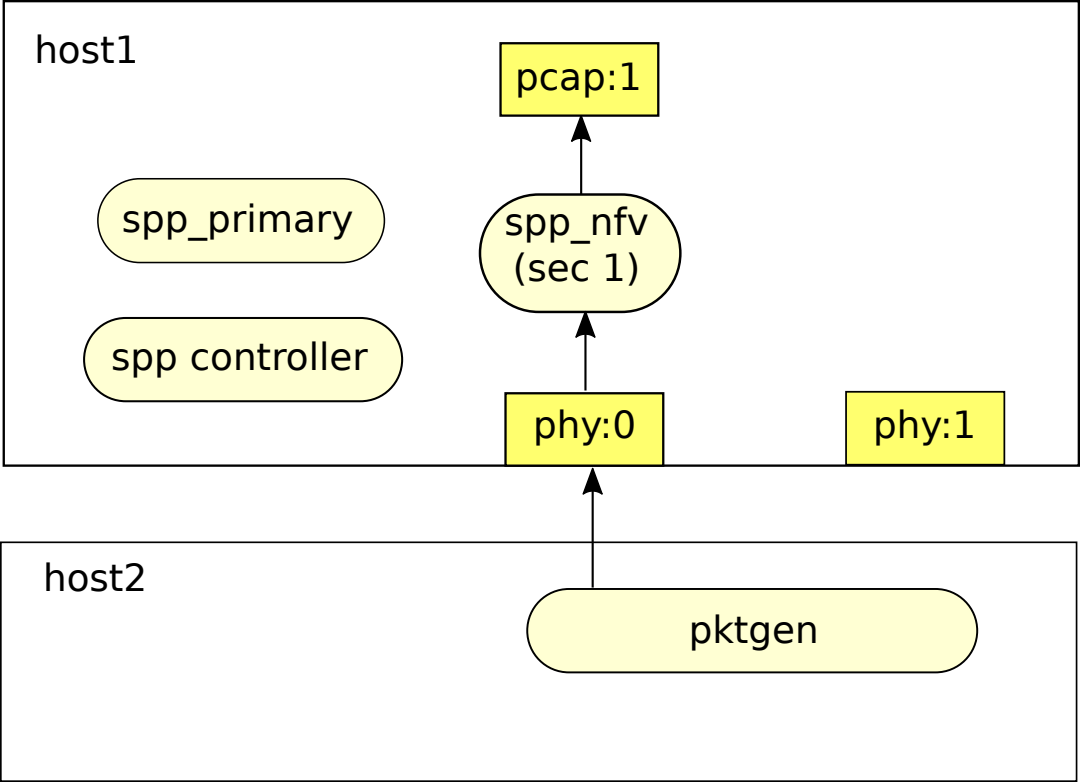 host1
pcap:1
spp_primary
spp_nfv
(sec 1)
spp controller
phy:0
phy:1
host2
pktgen